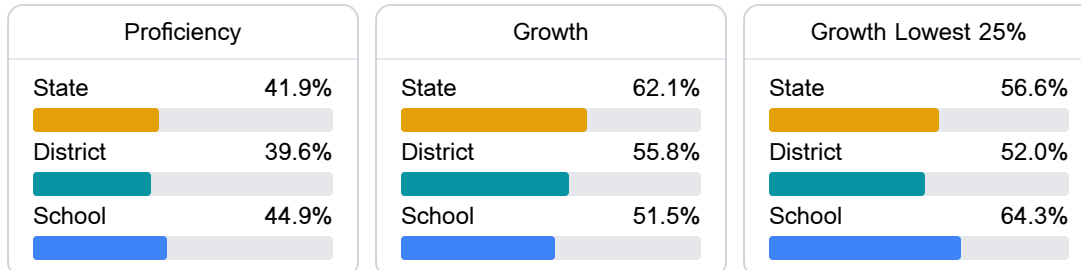 Proficiency
State 41.9%
District 39.6%
School 44.9%
Growth
State 62.1%
District 55.8%
School 51.5%
Growth Lowest 25%
State 56.6%
District 52.0%
School 64.3%